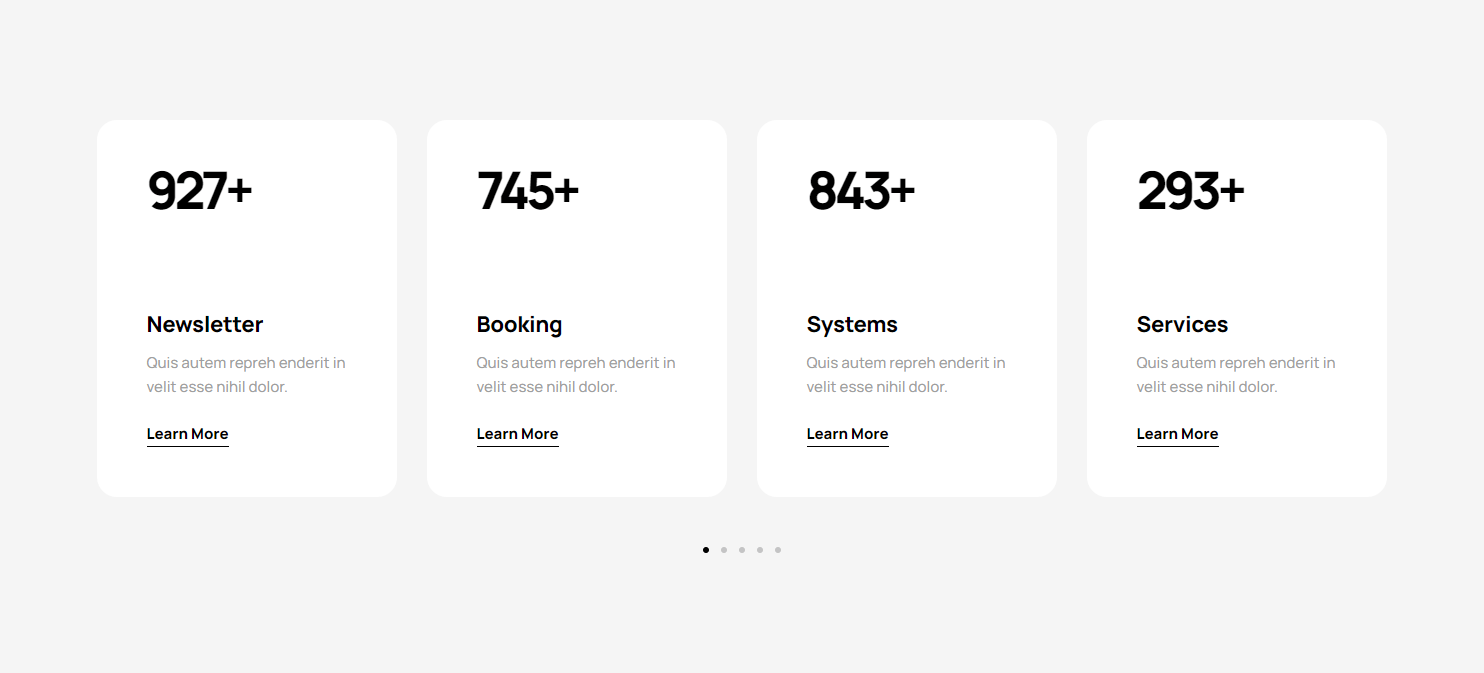 927+
Newsletter
Quis autem repreh enderit in
velit esse nihil dolor.
Learn More
745+
Booking
Quis autem repreh enderit in
velit esse nihil dolor.
Learn More
843+
Systems
Quis autem repreh enderit in
velit esse nihil dolor.
Learn More
293+
Services
Quis autem repreh enderit in
velit esse nihil dolor.
Learn More